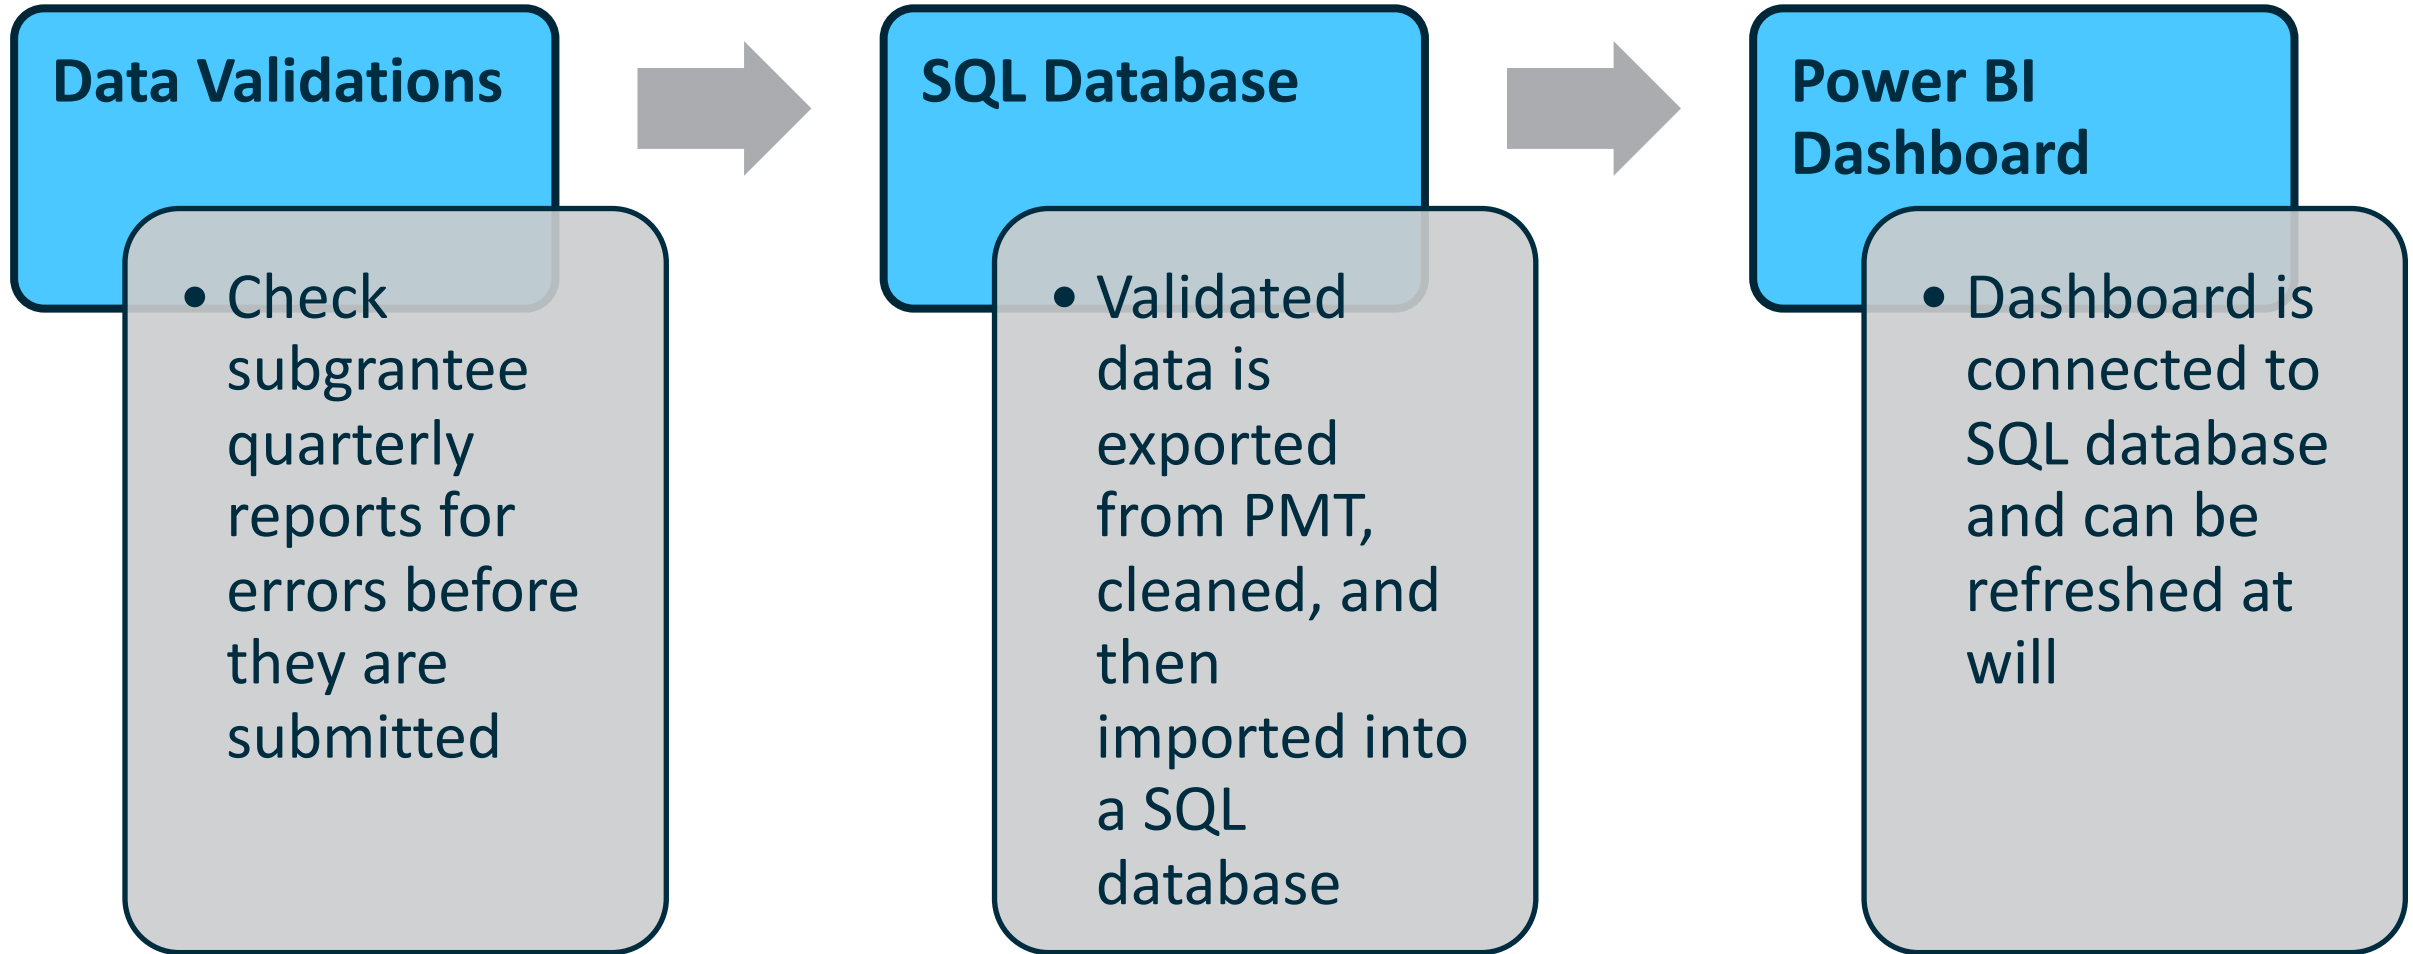 Data Validations
• Check
subgrantee
quarterly
reports for
errors before
they are
submitted
SQL Database
• Validated
data is
exported
from PMT,
cleaned, and
then
imported into
a SQL
database
Power BI
Dashboard
• Dashboard is
connected to
SQL database
and can be
refreshed at
will